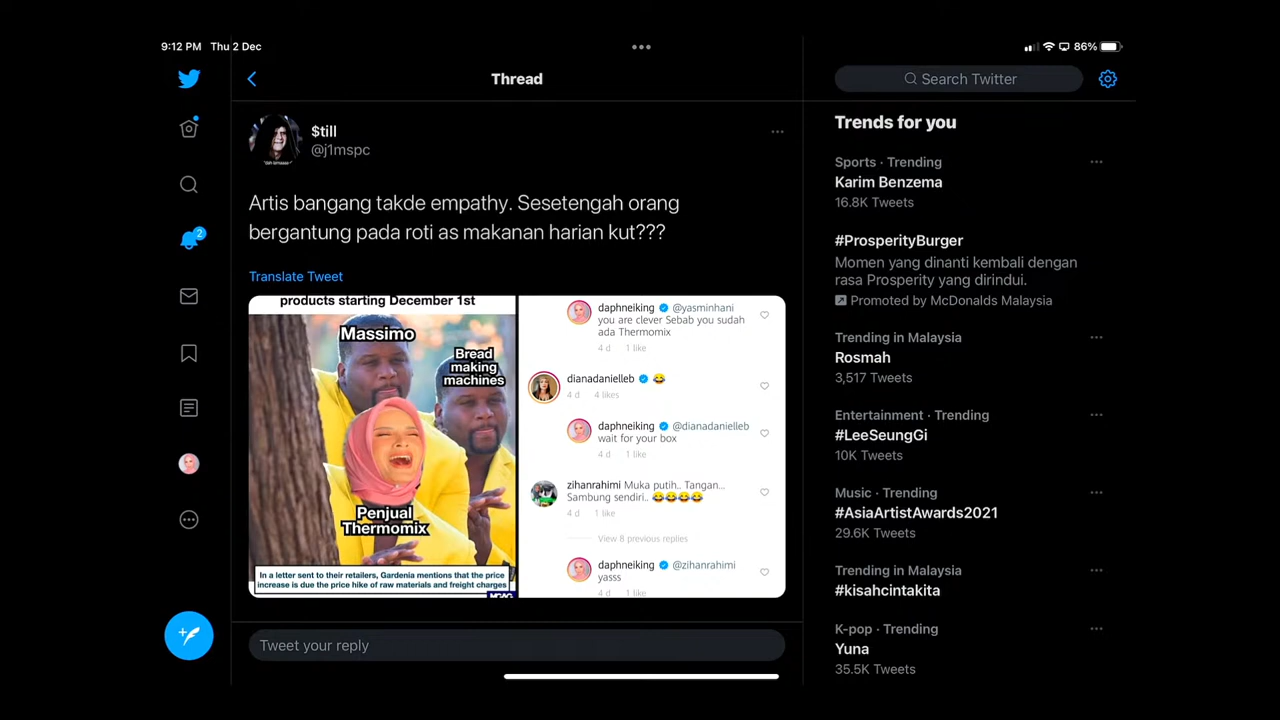 9:12 PM Thu 2 Dec
86%
Thread
Search Twitter
$till
@j1mspc
Artis bangang takde empathy. Sesetengah orang
bergantung pada roti as makanan harian kut???
Translate Tweet
products starting December 1st
Massimo
Bread
making
machines
Penjual
Thermomix
In a letter sent to their retailers, Gardenia mentions that the price
increase is due the price hike of raw materials and freight charges
MGAG
daphneiking @yasminhani
you are clever Sebab you sudah
ada Thermomix
4 d 1 like
dianadanielleb 😂
4 d 4 likes
daphneiking @dianadanielleb
wait for your box
4 d 1 like
zihanrahimi Muka putih.. Tangan...
Sambung sendiri.. 😂😂😂😂
4 d 1 like
View 8 previous replies
daphneiking @zihanrahimi
yasss
4 d 1 like
Tweet your reply
2
Trends for you
Sports · Trending
Karim Benzema
16.8K Tweets
#ProsperityBurger
Momen yang dinanti kembali dengan
rasa Prosperity yang dirindui.
Promoted by McDonalds Malaysia
Trending in Malaysia
Rosmah
3,517 Tweets
Entertainment · Trending
#LeeSeungGi
10K Tweets
Music · Trending
#AsiaArtistAwards2021
29.6K Tweets
Trending in Malaysia
#kisahcintakita
K-pop · Trending
Yuna
35.5K Tweets